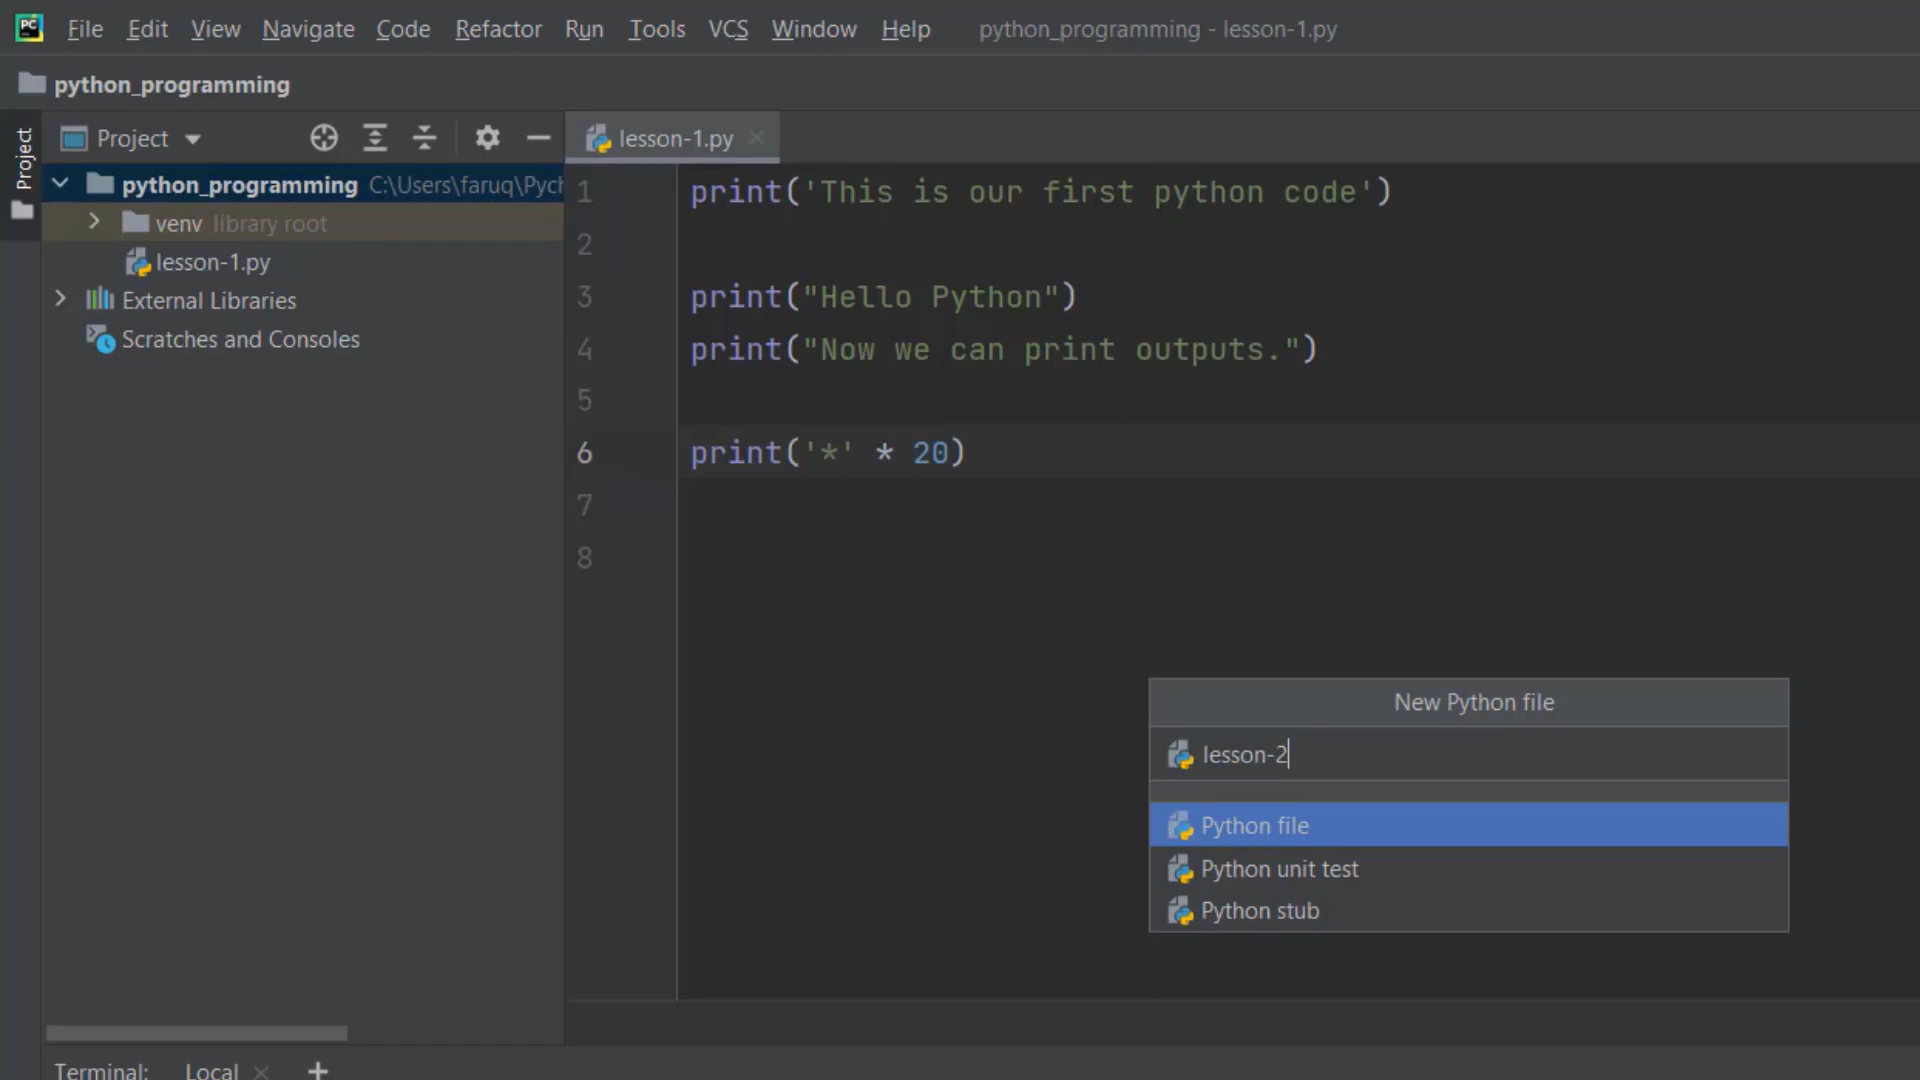 PC
File Edit View Navigate Code Refactor Run Tools VCS Window Help python_programming - lesson-1.py
python_programming
Project
Project
lesson-1.py
python_programming C:\Users\faruq\Pych
venv library root
lesson-1.py
External Libraries
Scratches and Consoles
1 print('This is our first python code')
2
3 print("Hello Python")
4 print("Now we can print outputs.")
5
6 print('*' * 20)
7
8
New Python file
lesson-2
Python file
Python unit test
Python stub
Terminal: Local